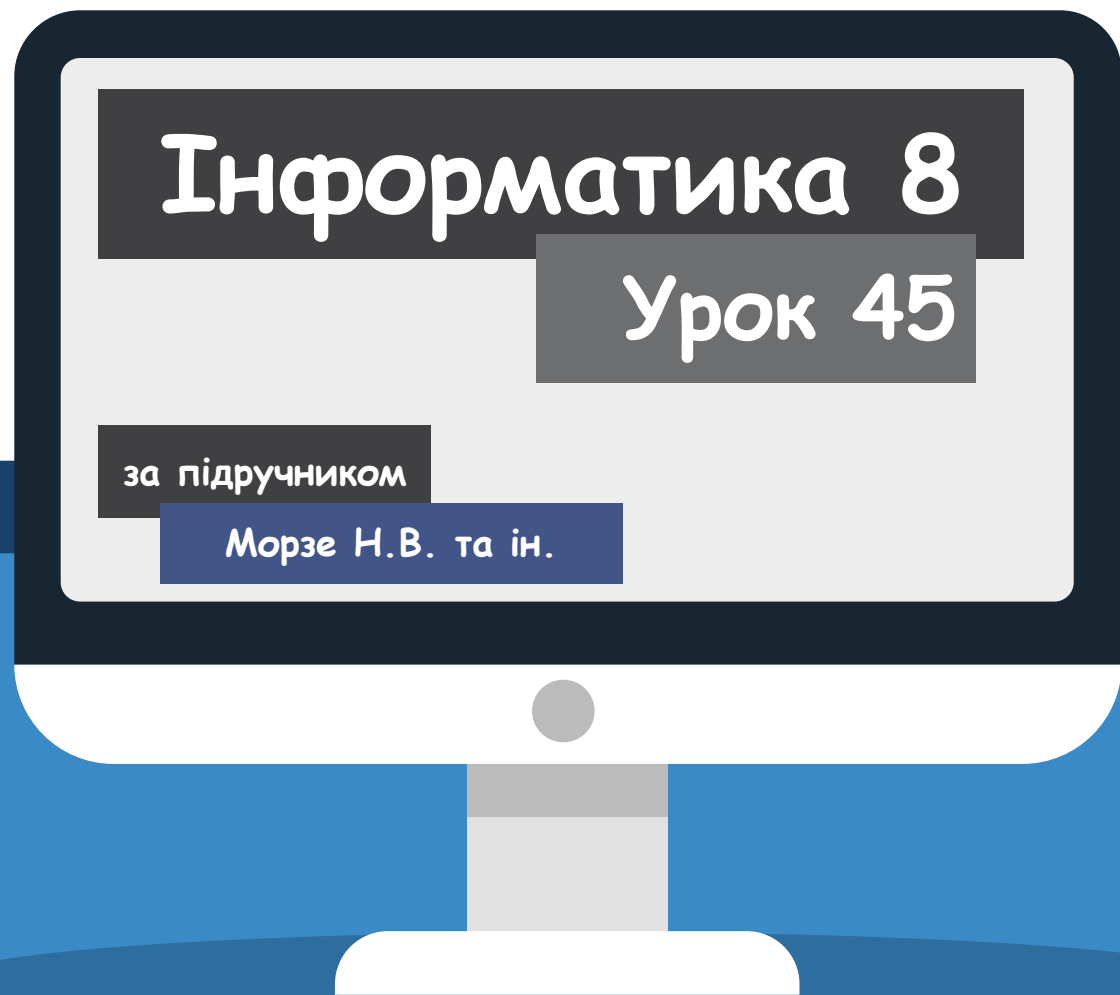 Інформатика 8
Урок 45
за підручником
Морзе Н.В. та ін.